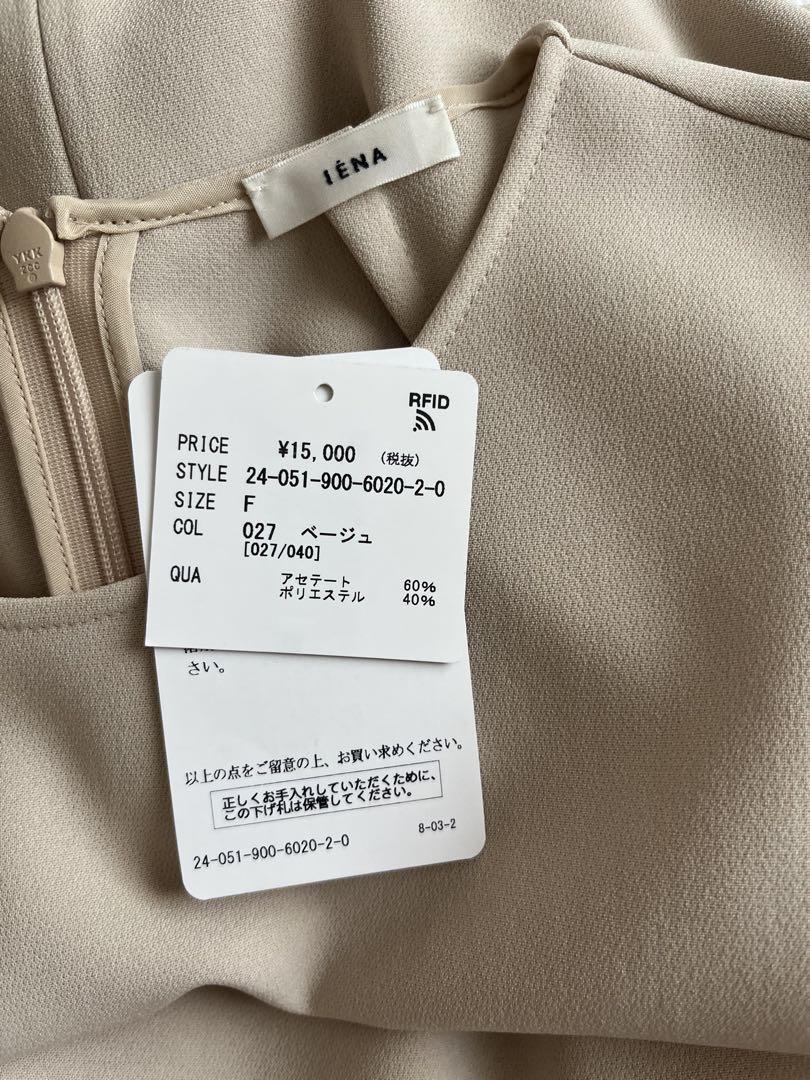 IÉNA
YKK
RFID
PRICE ¥15,000 (税抜)
STYLE 24-051-900-6020-2-0
SIZE F
COL 027 ベージュ
[027/040]
QUA アセテート 60%
ポリエステル 40%
さい。
以上の点をご留意の上、お買い求めください。
正しくお手入れしていただくために、
この下げ札は保管してください。
8-03-2
24-051-900-6020-2-0